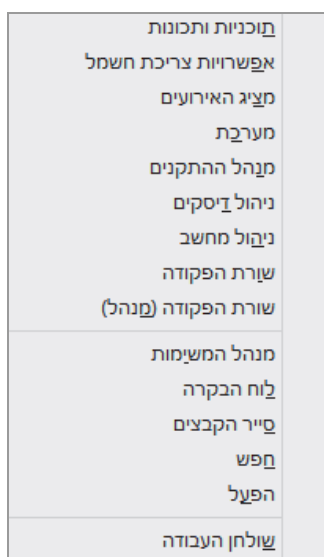 תוכניות ותכונות
אפשרויות צריכת חשמל
מציג האירועים
מערכת
מנהל ההתקנים
ניהול דיסקים
ניהול מחשב
שורת הפקודה
שורת הפקודה (מנהל)
מנהל המשימות
לוח הבקרה
סייר הקבצים
חפש
הפעל
שולחן העבודה